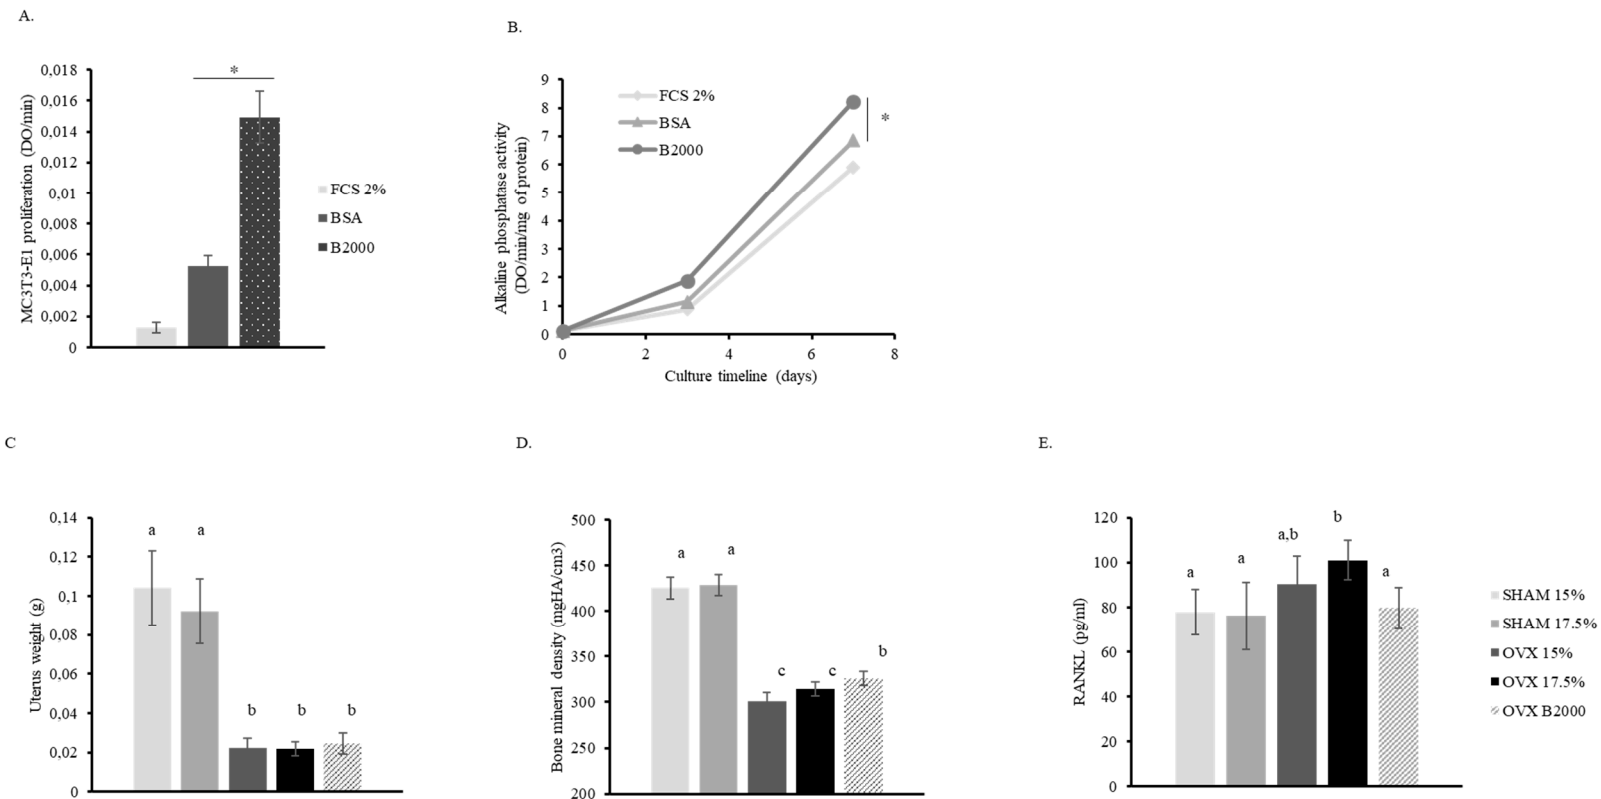 A.
MC3T3-E1 proliferation (DO/min)
0,018
0,016
0,014
0,012
0,01
0,008
0,006
0,004
0,002
0
*
FCS 2%
BSA
B2000
B.
Alkaline phosphatase activity
(DO/min/mg of protein)
9
8
7
6
5
4
3
2
1
0
FCS 2%
BSA
B2000
*
0 2 4 6 8
Culture timeline (days)
C
Uterus weight (g)
0,14
0,12
0,1
0,08
0,06
0,04
0,02
0
a a b b b
D.
Bone mineral density (mgHA/cm3)
500
450
400
350
300
250
200
a a c c b
E.
RANKL (pg/ml)
120
100
80
60
40
20
0
a a a,b b a
SHAM 15%
SHAM 17.5%
OVX 15%
OVX 17.5%
OVX B2000